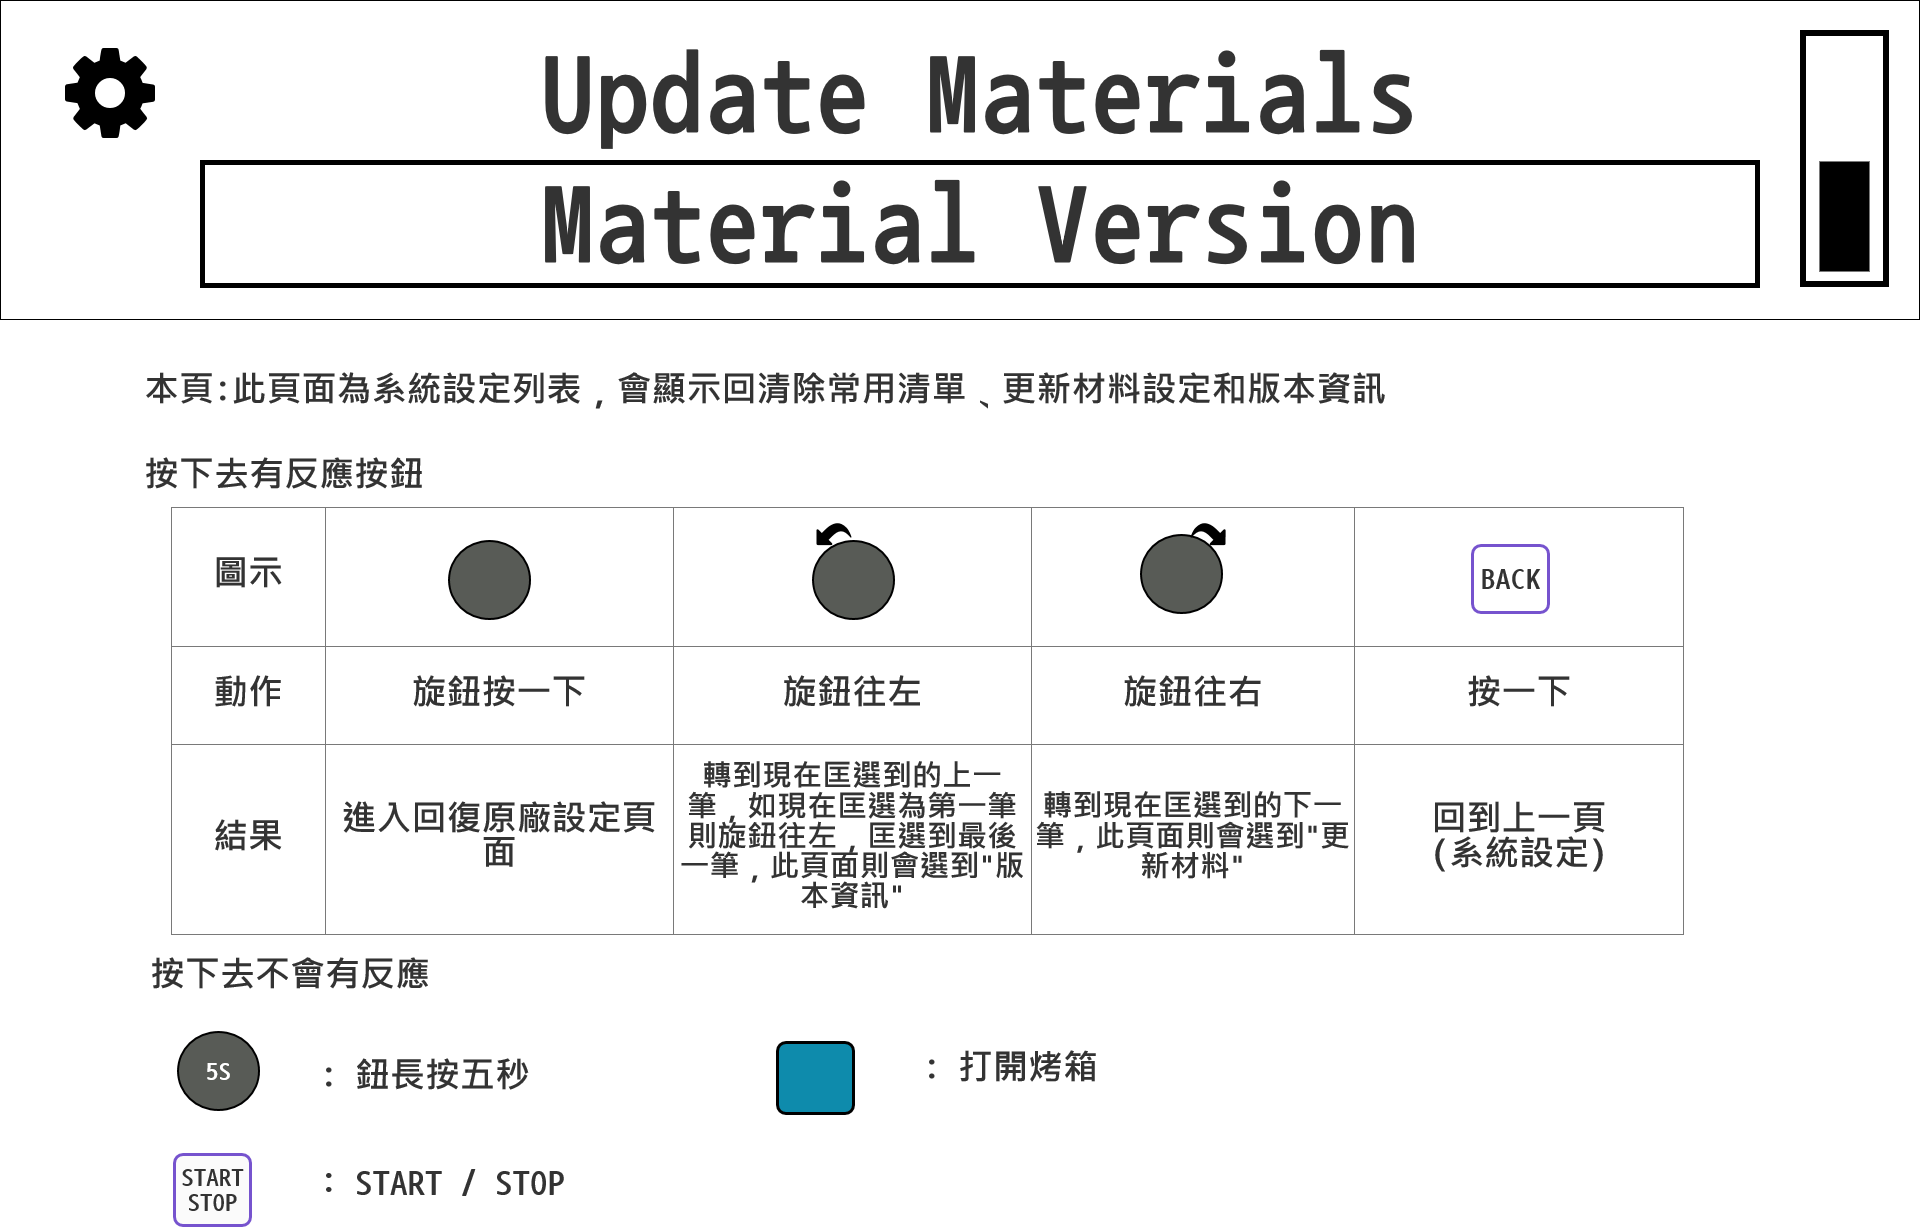 Update Materials
Material Version
本頁:此頁面為系統設定列表，會顯示回清除常用清單、更新材料設定和版本資訊
按下去有反應按鈕
圖示
BACK
動作
旋鈕按一下
旋鈕往左
旋鈕往右
按一下
結果
進入回復原廠設定頁
面
轉到現在匡選到的上一
筆，如現在匡選為第一筆
則旋鈕往左，匡選到最後
一筆，此頁面則會選到"版
本資訊"
轉到現在匡選到的下一
筆，此頁面則會選到"更
新材料"
回到上一頁
(系統設定)
按下去不會有反應
5S
: 鈕長按五秒
: 打開烤箱
START
STOP
: START / STOP